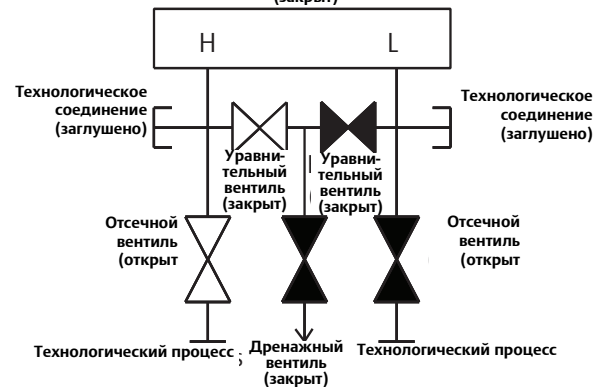 (закрыт)
H L
Технологическое
соединение
(заглушено)
Технологическое
соединение
(заглушено)
Уравни-
тельный
вентиль
(закрыт)
Уравни-
тельный
вентиль
(закрыт)
Отсечной
вентиль
(открыт
Отсечной
вентиль
(открыт
Технологический процесс
Дренажный
вентиль
(закрыт)
Технологический процесс